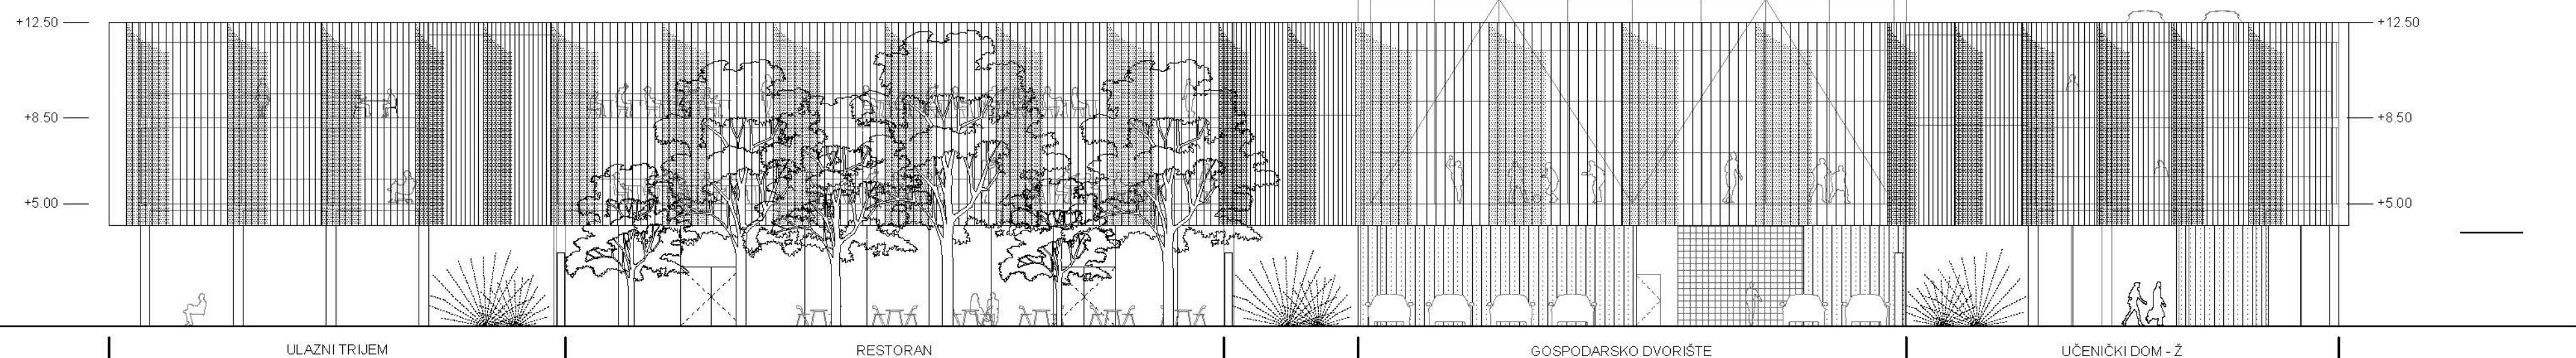 +12.50 +12.50
+8.50 +8.50
+5.00 +5.00
ULAZNI TRIJEM RESTORAN GOSPODARSKO DVORIŠTE UČENIČKI DOM - Ž